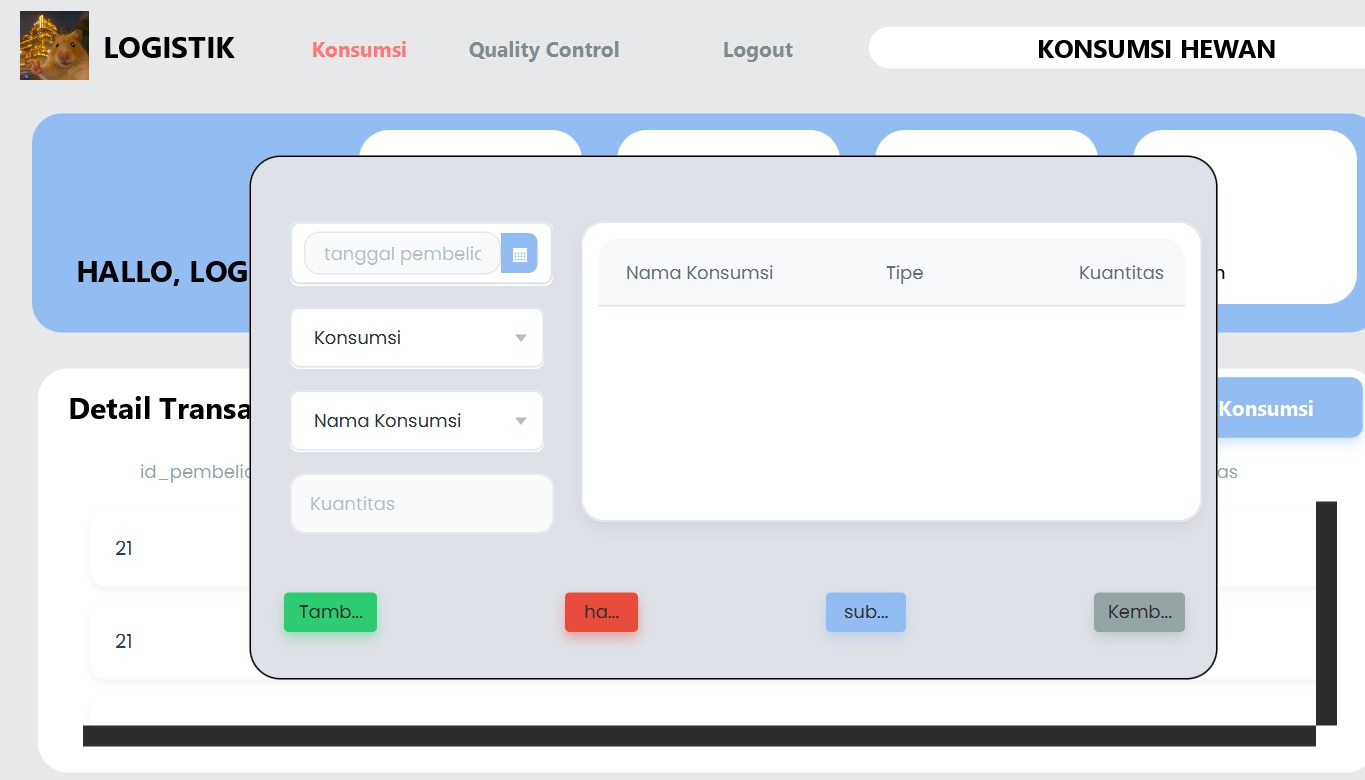 LOGISTIK
Konsumsi
Quality Control
Logout
KONSUMSI HEWAN
HALLO, LOG
n
tanggal pembelic
Nama Konsumsi
Tipe
Kuantitas
Konsumsi
Nama Konsumsi
Kuantitas
Detail Transa
Konsumsi
id_pembelic
as
21
21
Tamb...
ha...
sub...
Kemb...